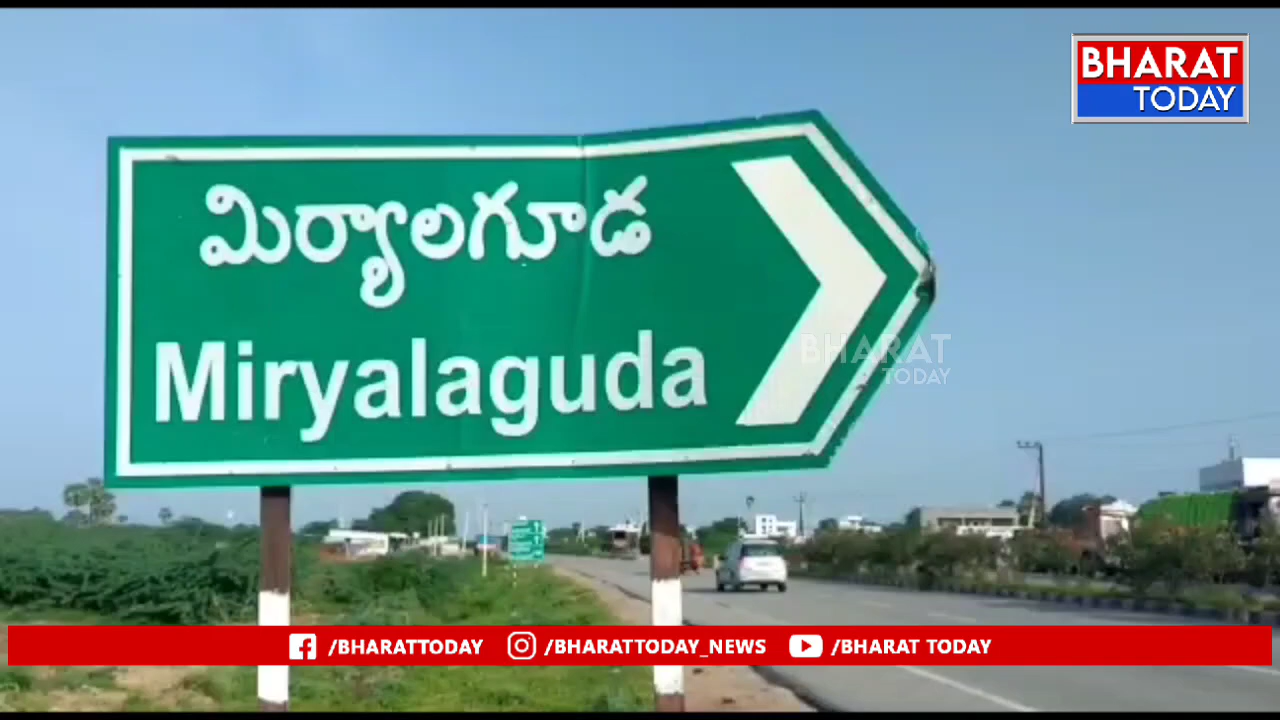 BHARAT
TODAY
మిర్యాలగూడ
Miryalaguda
BHARAT
TODAY
/BHARATTODAY /BHARATTODAY_NEWS /BHARAT TODAY